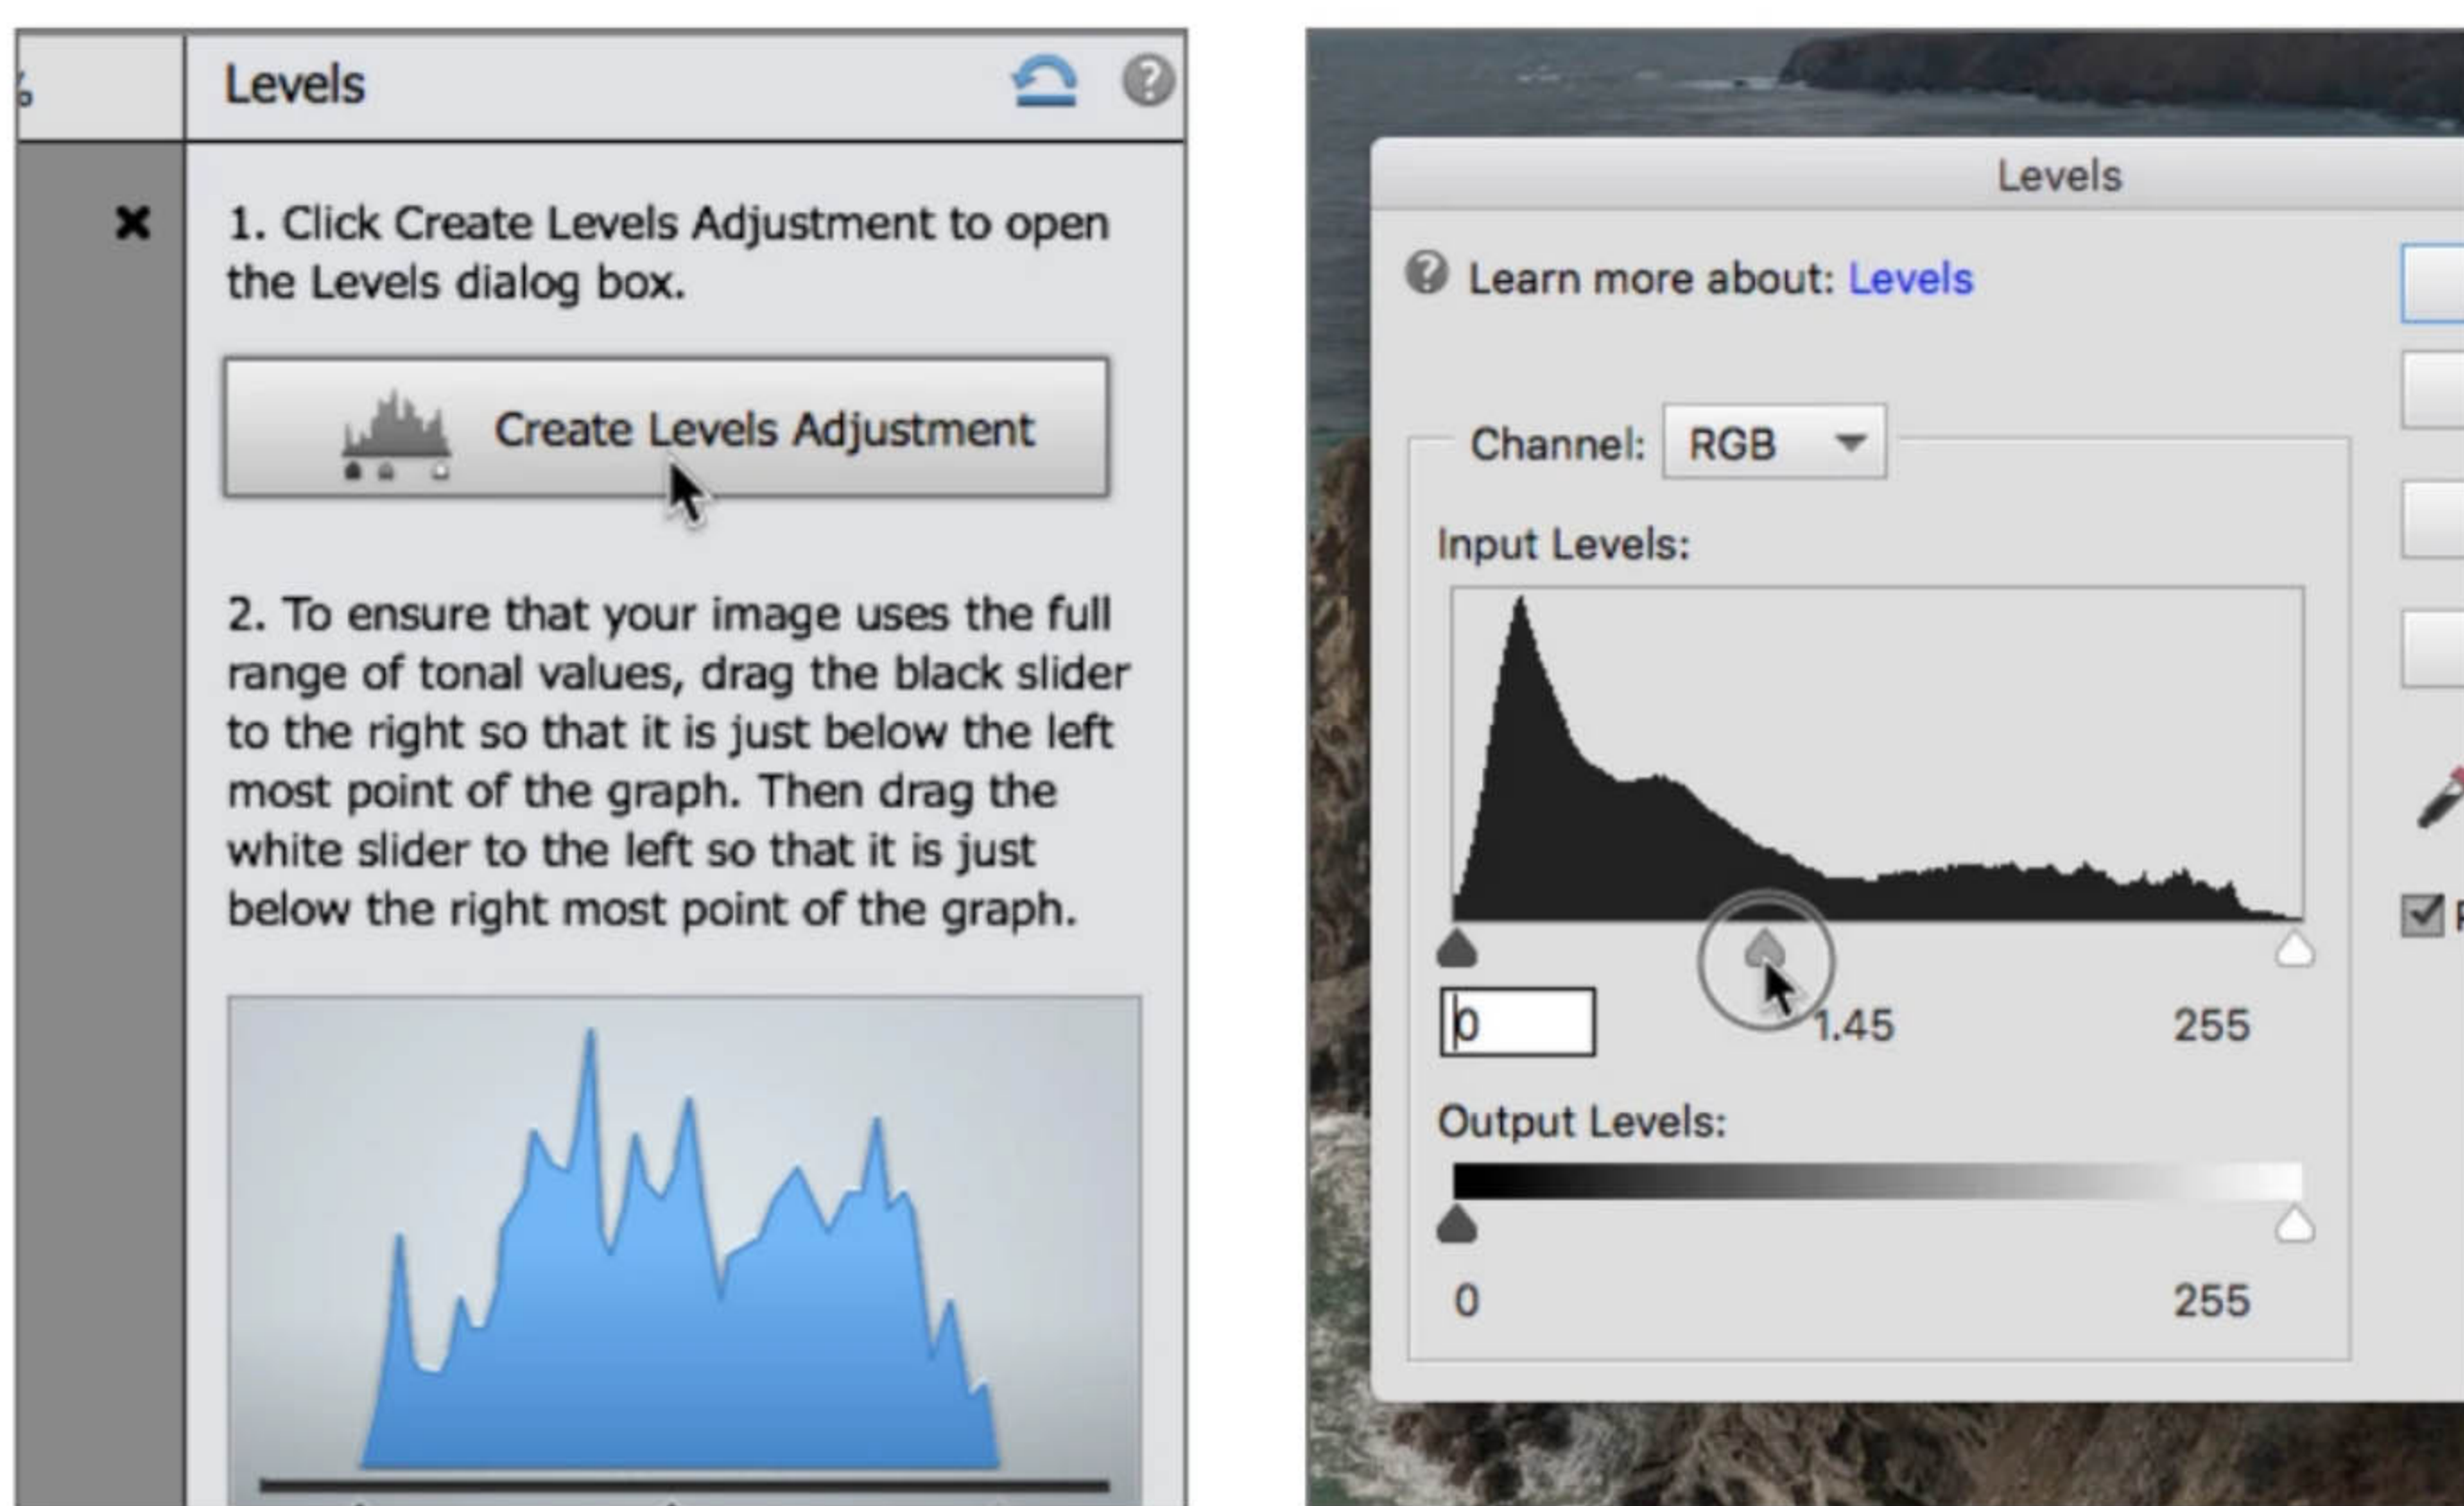 Levels
1. Click Create Levels Adjustment to open
the Levels dialog box.
Create Levels Adjustment
2. To ensure that your image uses the full
range of tonal values, drag the black slider
to the right so that it is just below the left
most point of the graph. Then drag the
white slider to the left so that it is just
below the right most point of the graph.
Levels
Learn more about: Levels
Channel: RGB
Input Levels:
0 1.45 255
Output Levels:
0 255